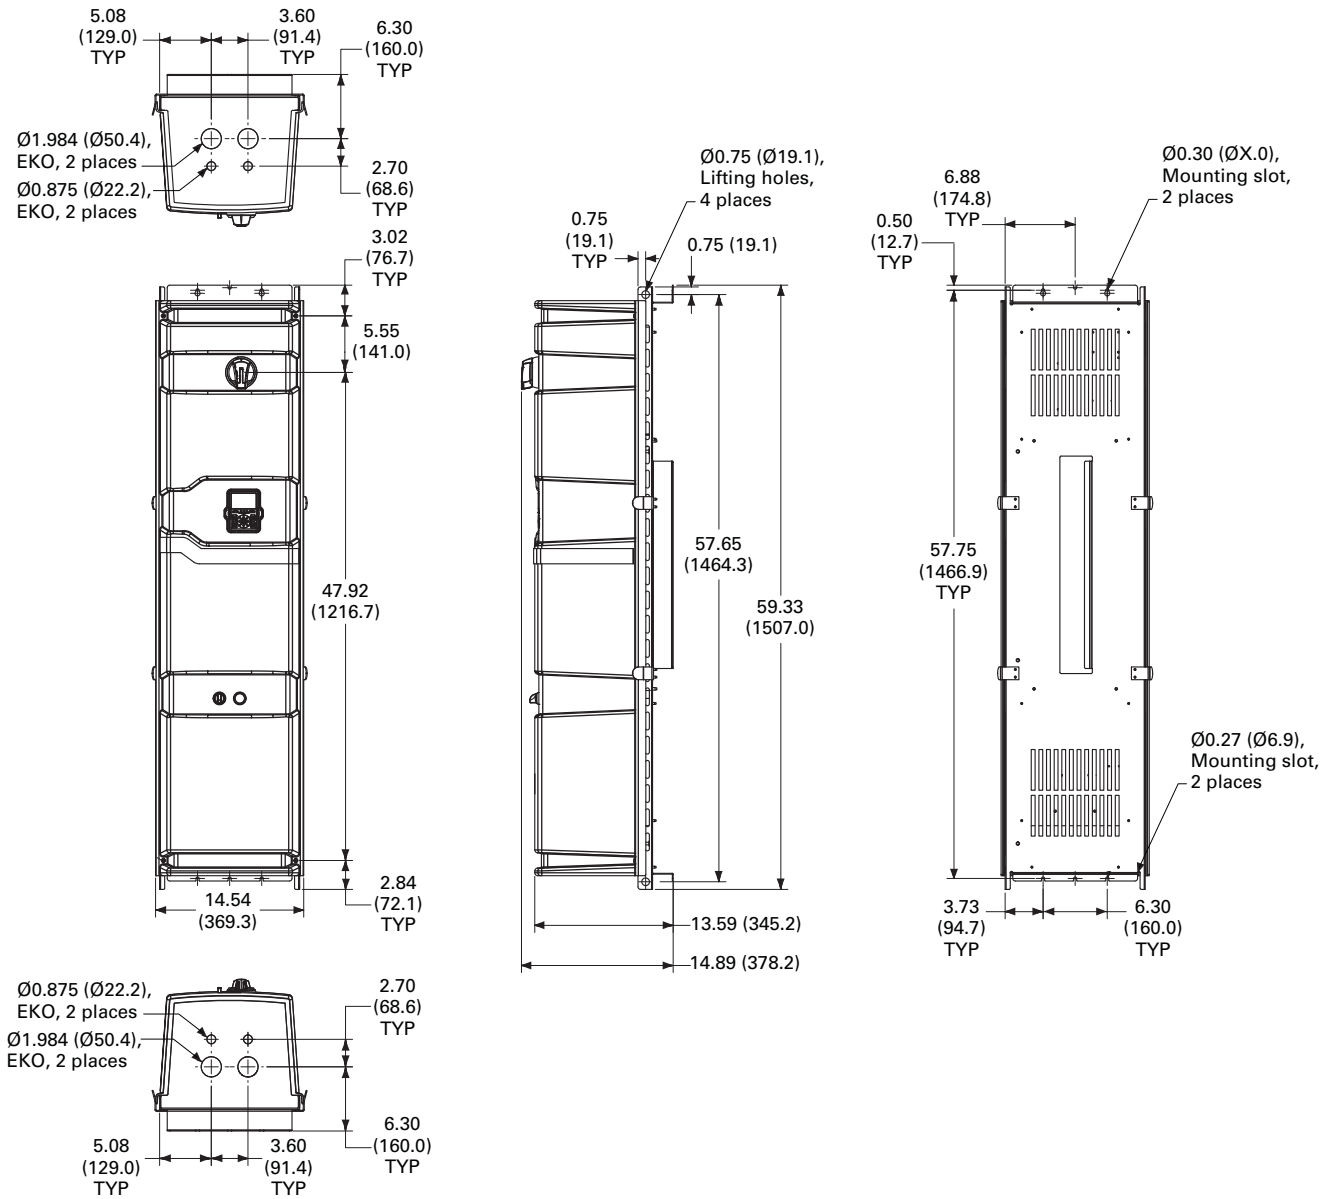 5.08
(129.0)
TYP
3.60
(91.4)
TYP
6.30
(160.0)
TYP
Ø1.984 (Ø50.4),
EKO, 2 places
Ø0.875 (Ø22.2),
EKO, 2 places
2.70
(68.6)
TYP
3.02
(76.7)
TYP
5.55
(141.0)
47.92
(1216.7)
2.84
(72.1)
TYP
14.54
(369.3)
Ø0.75 (Ø19.1),
Lifting holes,
4 places
0.75
(19.1)
TYP
0.75 (19.1)
57.65
(1464.3)
59.33
(1507.0)
13.59 (345.2)
14.89 (378.2)
Ø0.30 (ØX.0),
Mounting slot,
2 places
6.88
(174.8)
TYP
0.50
(12.7)
TYP
57.75
(1466.9)
TYP
Ø0.27 (Ø6.9),
Mounting slot,
2 places
3.73
(94.7)
TYP
6.30
(160.0)
TYP
Ø0.875 (Ø22.2),
EKO, 2 places
Ø1.984 (Ø50.4),
EKO, 2 places
2.70
(68.6)
TYP
6.30
(160.0)
TYP
5.08
(129.0)
TYP
3.60
(91.4)
TYP